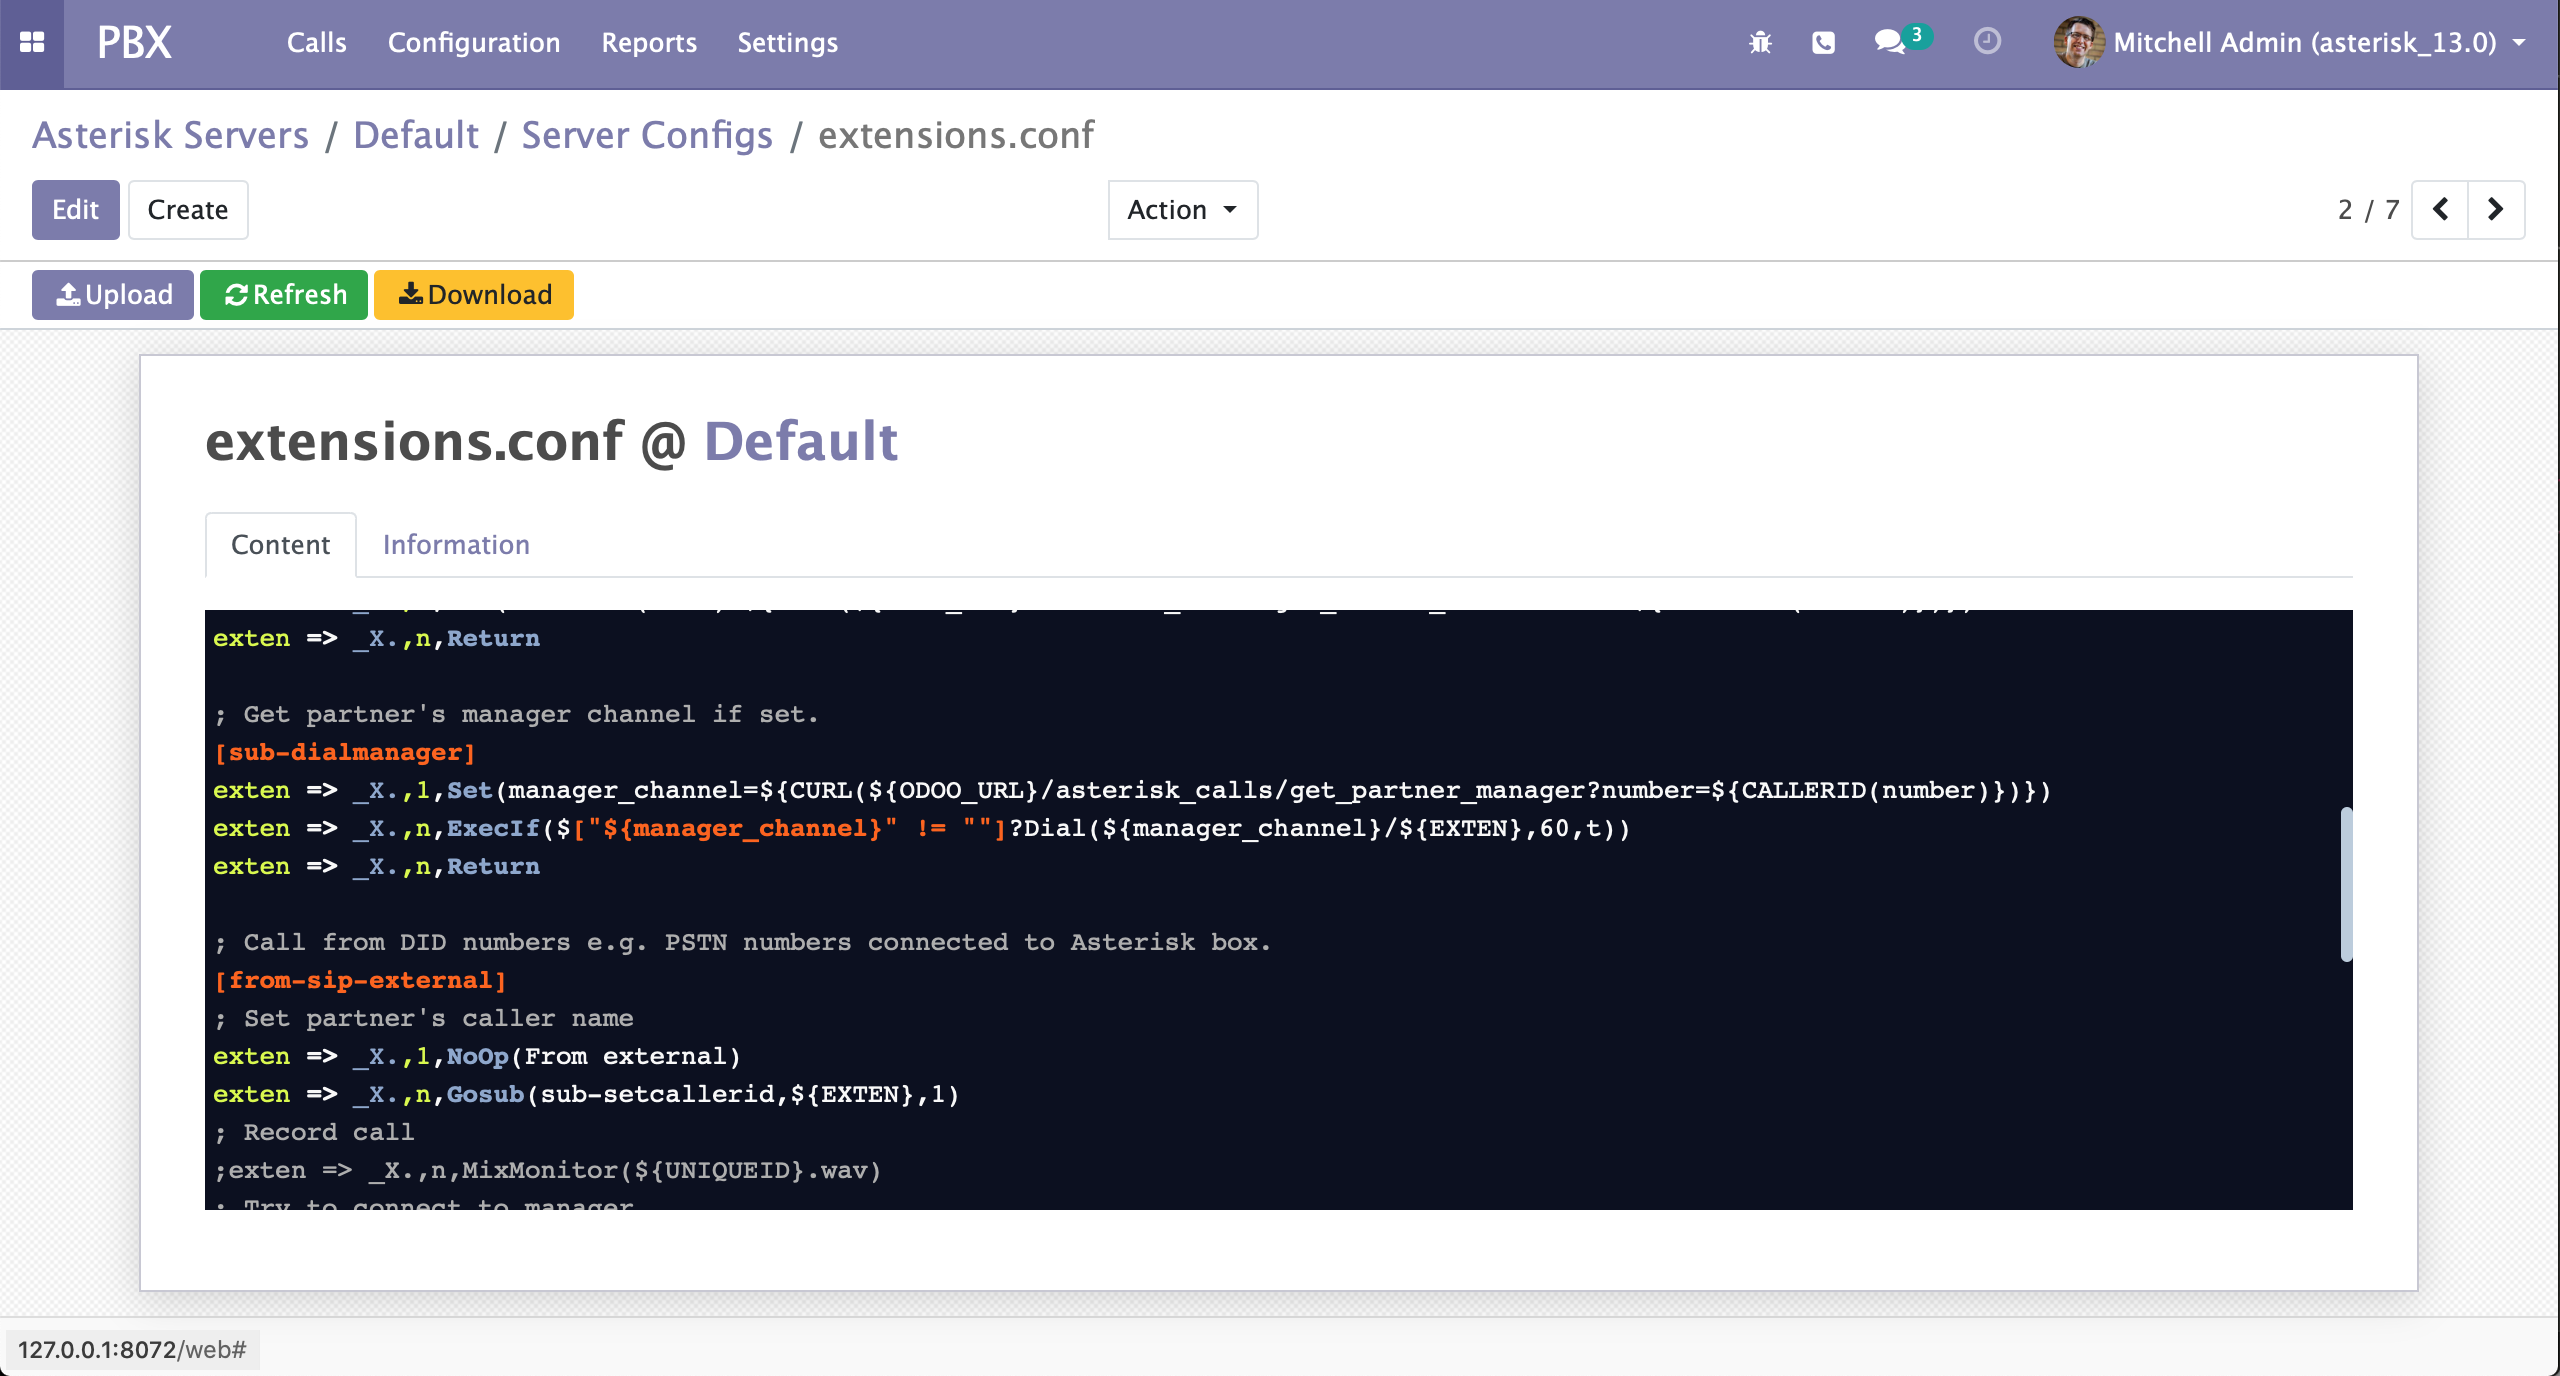 PBX Calls Configuration Reports Settings 3 Mitchell Admin (asterisk_13.0)
Asterisk Servers / Default / Server Configs / extensions.conf
Edit Create Action 2 / 7
Upload Refresh Download
extensions.conf @ Default
Content Information
exten => _X.,n,Return
; Get partner's manager channel if set.
[sub-dialmanager]
exten => _X.,1,Set(manager_channel=${CURL(${ODOO_URL}/asterisk_calls/get_partner_manager?number=${CALLERID(number)})})
exten => _X.,n,ExecIf($["${manager_channel}" != ""]?Dial(${manager_channel}/${EXTEN},60,t))
exten => _X.,n,Return
; Call from DID numbers e.g. PSTN numbers connected to Asterisk box.
[from-sip-external]
; Set partner's caller name
exten => _X.,1,NoOp(From external)
exten => _X.,n,Gosub(sub-setcallerid,${EXTEN},1)
; Record call
;exten => _X.,n,MixMonitor(${UNIQUEID}.wav)
; Try to connect to manager
127.0.0.1:8072/web#